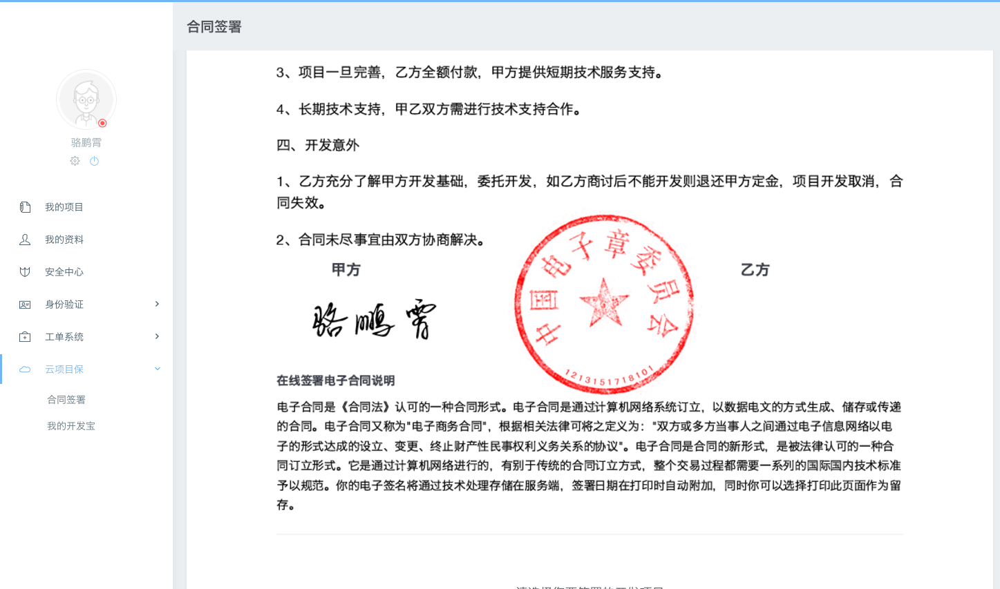 合同签署
骆鹏霄
我的项目
我的资料
安全中心
身份验证
工单系统
云项目保
合同签署
我的开发宝
3、项目一旦完善，乙方全额付款，甲方提供短期技术服务支持。
4、长期技术支持，甲乙双方需进行技术支持合作。
四、开发意外
1、乙方充分了解甲方开发基础，委托开发，如乙方商讨后不能开发则退还甲方定金，项目开发取消，合
同失效。
2、合同未尽事宜由双方协商解决。
甲方
乙方
骆鹏霄
中国电子章委员会
1213151718101
在线签署电子合同说明
电子合同是《合同法》认可的一种合同形式。电子合同是通过计算机网络系统订立，以数据电文的方式生成、储存或传递
的合同。电子合同又称为"电子商务合同"，根据相关法律可将之定义为："双方或多方当事人之间通过电子信息网络以电
子的形式达成的设立、变更、终止财产性民事权利义务关系的协议"。电子合同是合同的新形式，是被法律认可的一种合
同订立形式。它是通过计算机网络进行的，有别于传统的合同订立方式，整个交易过程都需要一系列的国际国内技术标准
予以规范。你的电子签名将通过技术处理存储在服务端，签署日期在打印时自动附加，同时你可以选择打印此页面作为留
存。